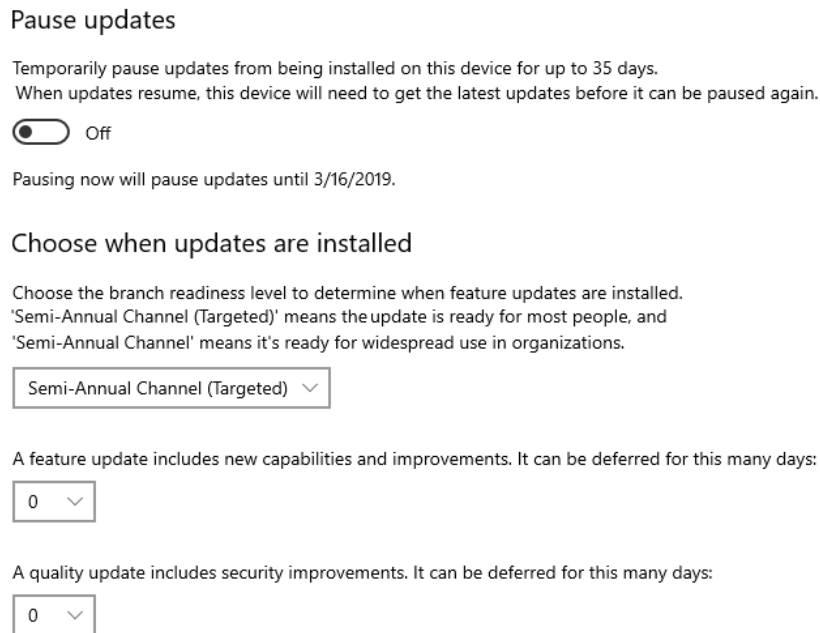 Pause updates
Temporarily pause updates from being installed on this device for up to 35 days.
When updates resume, this device will need to get the latest updates before it can be paused again.
Off
Pausing now will pause updates until 3/16/2019.
Choose when updates are installed
Choose the branch readiness level to determine when feature updates are installed.
'Semi-Annual Channel (Targeted)' means the update is ready for most people, and
'Semi-Annual Channel' means it's ready for widespread use in organizations.
Semi-Annual Channel (Targeted)
A feature update includes new capabilities and improvements. It can be deferred for this many days:
0
A quality update includes security improvements. It can be deferred for this many days:
0